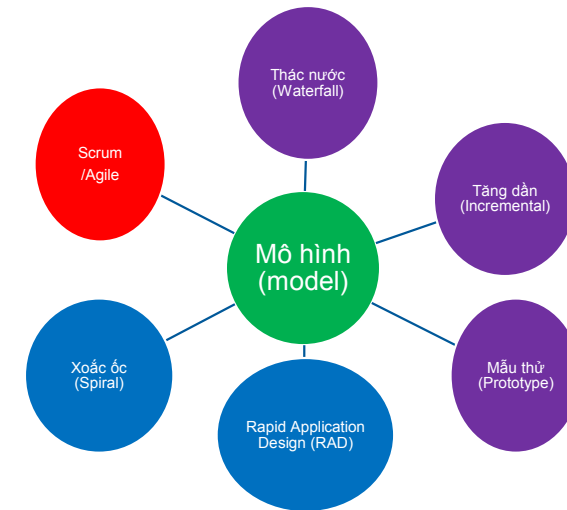 Thác nước
(Waterfall)
Scrum
/Agile
Tăng dần
(Incremental)
Mô hình
(model)
Xoắc ốc
(Spiral)
Mẫu thử
(Prototype)
Rapid Application
Design (RAD)